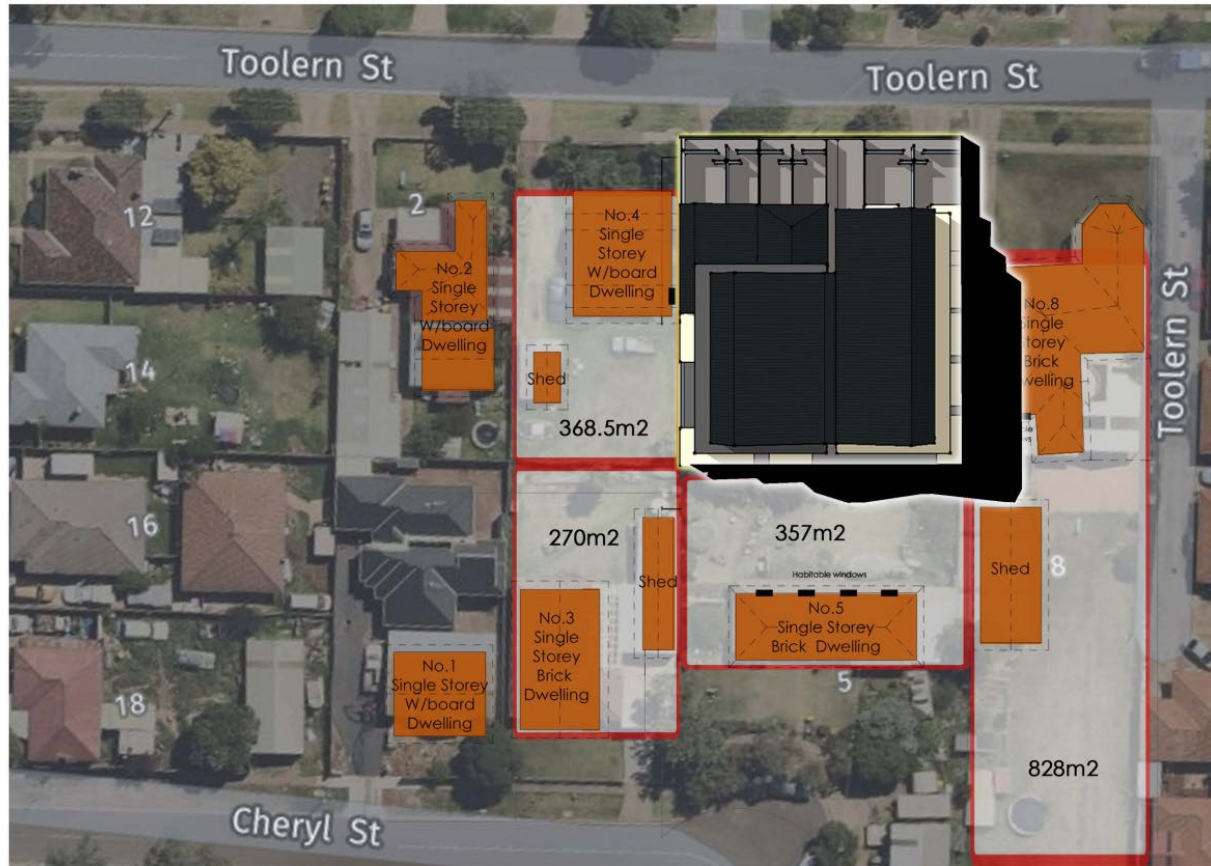 Toolern St
Toolern St
12
2
No.2
Single
Storey
W/board
Dwelling
No.4
Single
Storey
W/board
Dwelling
No.8
Single
Storey
Brick
Dwelling
Toolern St
14
Shed
368.5m2
16
270m2
Shed
357m2
Habitable windows
No.5
Single Storey
Brick Dwelling
5
Shed
8
No.3
Single
Storey
Brick
Dwelling
No.1
Single Storey
W/board
Dwelling
18
828m2
Cheryl St